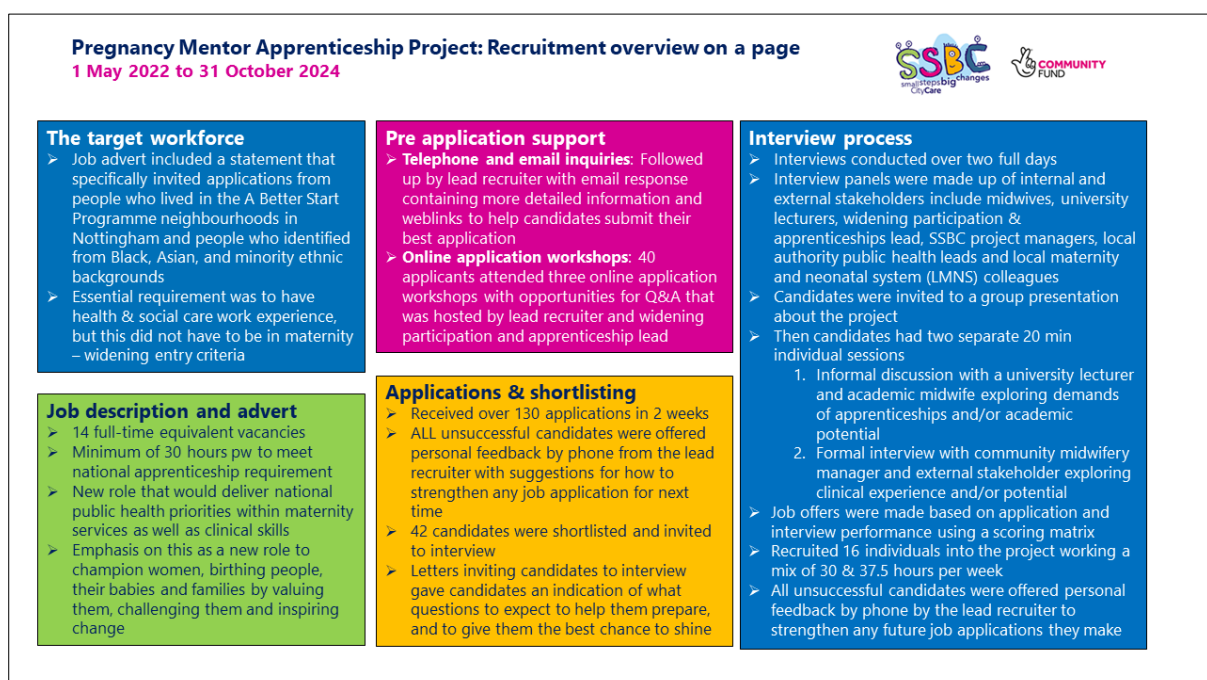 Pregnancy Mentor Apprenticeship Project: Recruitment overview on a page
1 May 2022 to 31 October 2024
SSBC
smallstepsbigchanges
CityCare
COMMUNITY
FUND
The target workforce
➢ Job advert included a statement that
specifically invited applications from
people who lived in the A Better Start
Programme neighbourhoods in
Nottingham and people who identified
from Black, Asian, and minority ethnic
backgrounds
➢ Essential requirement was to have
health & social care work experience,
but this did not have to be in maternity
– widening entry criteria
Job description and advert
➢ 14 full-time equivalent vacancies
➢ Minimum of 30 hours pw to meet
national apprenticeship requirement
➢ New role that would deliver national
public health priorities within maternity
services as well as clinical skills
➢ Emphasis on this as a new role to
champion women, birthing people,
their babies and families by valuing
them, challenging them and inspiring
change
Pre application support
➢ Telephone and email inquiries: Followed
up by lead recruiter with email response
containing more detailed information and
weblinks to help candidates submit their
best application
➢ Online application workshops: 40
applicants attended three online application
workshops with opportunities for Q&A that
was hosted by lead recruiter and widening
participation and apprenticeship lead
Applications & shortlisting
➢ Received over 130 applications in 2 weeks
➢ ALL unsuccessful candidates were offered
personal feedback by phone from the lead
recruiter with suggestions for how to
strengthen any job application for next
time
➢ 42 candidates were shortlisted and invited
to interview
➢ Letters inviting candidates to interview
gave candidates an indication of what
questions to expect to help them prepare,
and to give them the best chance to shine
Interview process
➢ Interviews conducted over two full days
➢ Interview panels were made up of internal and
external stakeholders include midwives, university
lecturers, widening participation &
apprenticeships lead, SSBC project managers, local
authority public health leads and local maternity
and neonatal system (LMNS) colleagues
➢ Candidates were invited to a group presentation
about the project
➢ Then candidates had two separate 20 min
individual sessions
1. Informal discussion with a university lecturer
and academic midwife exploring demands
of apprenticeships and/or academic
potential
2. Formal interview with community midwifery
manager and external stakeholder exploring
clinical experience and/or potential
➢ Job offers were made based on application and
interview performance using a scoring matrix
➢ Recruited 16 individuals into the project working a
mix of 30 & 37.5 hours per week
➢ All unsuccessful candidates were offered personal
feedback by phone by the lead recruiter to
strengthen any future job applications they make